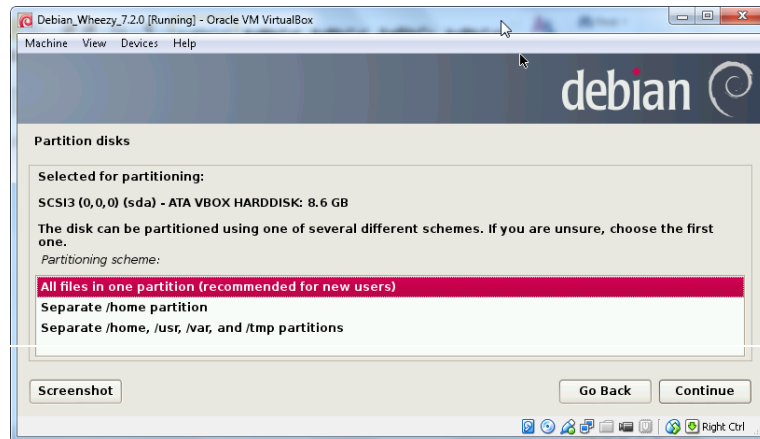 Debian_Wheezy_7.2.0 [Running] - Oracle VM VirtualBox
Machine View Devices Help
debian
Partition disks
Selected for partitioning:
SCSI3 (0,0,0) (sda) - ATA VBOX HARDDISK: 8.6 GB
The disk can be partitioned using one of several different schemes. If you are unsure, choose the first
one.
Partitioning scheme:
All files in one partition (recommended for new users)
Separate /home partition
Separate /home, /usr, /var, and /tmp partitions
Screenshot Go Back Continue
Right Ctrl